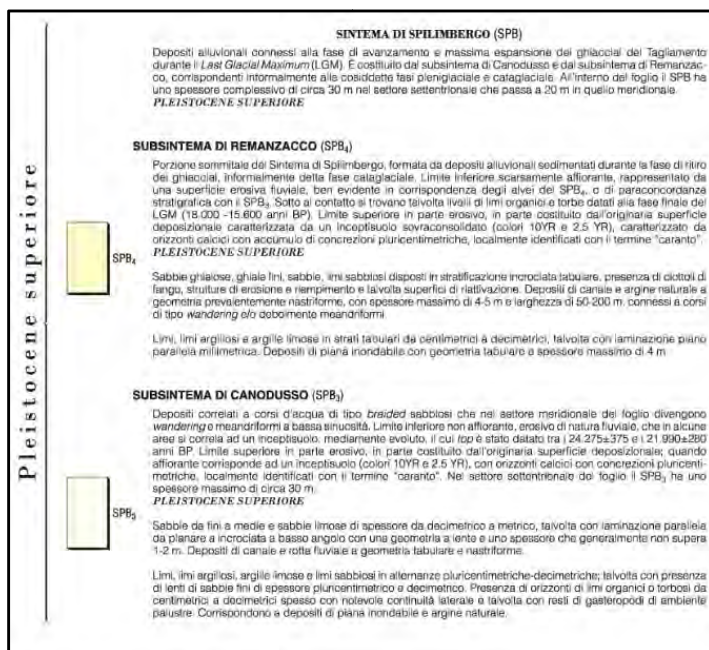 SINTEMA DI SPILIMBERGO (SPB)
Depositi alluvionali connessi alla fase di avanzamento e massima espansione dei ghiacciai del Tagliamento
durante il Last Glacial Maximum (LGM). È costituito dal subsintema di Canodusso e dal subsintema di Remanzac-
co, corrispondenti informalmente alle cosiddette fasi pleniglaciale e cataglaciale. All'interno del foglio il SPB ha
uno spessore complessivo di circa 30 m nel settore settentrionale che passa a 20 m in quello meridionale.
PLEISTOCENE SUPERIORE
SUBSINTEMA DI REMANZACCO (SPB4)
Porzione sommitale del Sintema di Spilimbergo, formata da depositi alluvionali sedimentati durante la fase di ritiro
dei ghiacciai, informalmente detta fase cataglaciale. Limite inferiore scarsamente affiorante, rappresentato da
una superficie erosiva fluviale, ben evidente in corrispondenza degli alvei del SPB4, o di paraconcordanza
stratigrafica con il SPB3. Sotto al contatto si trovano talvolta livelli di limi organici e torbe datati alla fase finale del
LGM (18.000 -15.600 anni BP). Limite superiore in parte erosivo, in parte costituito dall'originaria superficie
deposizionale caratterizzata da un inceptisuolo sovraconsolidato (colori 10YR e 2.5 YR), caratterizzato da
orizzonti calcici con accumulo di concrezioni pluricentimetriche, localmente identificati con il termine "caranto".
PLEISTOCENE SUPERIORE
SPB4
Sabbie ghiaiose, ghiaie fini, sabbie, limi sabbiosi disposti in stratificazione incrociata tabulare, presenza di ciottoli di
fango, strutture di erosione e riempimento e talvolta superfici di riattivazione. Depositi di canale e argine naturale a
geometria prevalentemente nastriforme, con spessore massimo di 4-5 m e larghezza di 50-200 m, connessi a corsi
di tipo wandering e/o debolmente meandriformi.
Limi, limi argillosi e argille limose in strati tabulari da centimetrici a decimetrici, talvolta con laminazione piano
parallela millimetrica. Depositi di piana inondabile con geometria tabulare e spessore massimo di 4 m
Pleistocene superiore
SUBSINTEMA DI CANODUSSO (SPB3)
Depositi correlati a corsi d'acqua di tipo braided sabbiosi che nel settore meridionale del foglio divengono
wandering e meandriformi a bassa sinuosità. Limite inferiore non affiorante, erosivo di natura fluviale, che in alcune
aree si correla ad un inceptisuolo, mediamente evoluto, il cui top è stato datato tra i 24.275±375 e i 21.990±280
anni BP. Limite superiore in parte erosivo, in parte costituito dall'originaria superficie deposizionale; quando
affiorante corrisponde ad un inceptisuolo (colori 10YR e 2.5 YR), con orizzonti calcici con concrezioni pluricenti-
metriche, localmente identificati con il termine "caranto". Nel settore settentrionale del foglio il SPB3 ha uno
spessore massimo di circa 30 m.
PLEISTOCENE SUPERIORE
SPB3
Sabbie da fini a medie e sabbie limose di spessore da decimetrico a metrico, talvolta con laminazione parallela
da planare a incrociata a basso angolo con una geometria a lente e uno spessore che generalmente non supera
1-2 m. Depositi di canale e rotta fluviale a geometria tabulare e nastriforme.
Limi, limi argillosi, argille limose e limi sabbiosi in alternanze pluricentimetriche-decimetriche; talvolta con presenza
di lenti di sabbie fini di spessore pluricentimetrico e decimetrico. Presenza di orizzonti di limi organici o torbosi da
centimetrici a decimetrici spesso con notevole continuità laterale e talvolta con resti di gasteropodi di ambiente
palustre. Corrispondono a depositi di piana inondabile e argine naturale.